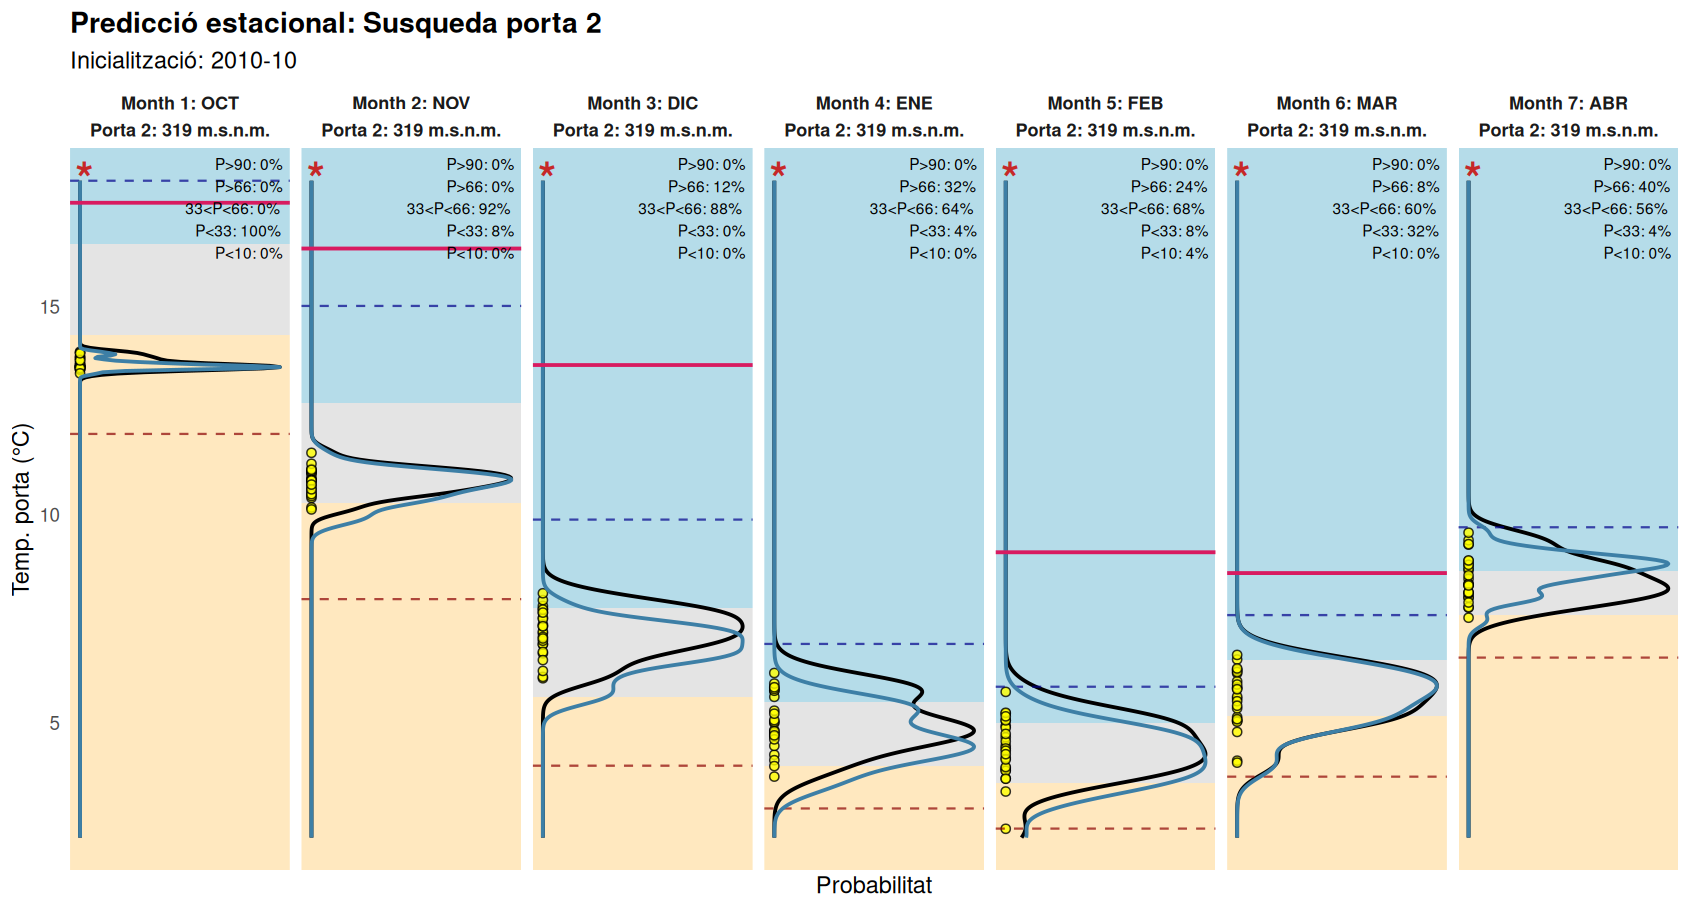 Predicció estacional: Susqueda porta 2
Inicialització: 2010-10
Month 1: OCT
Porta 2: 319 m.s.n.m.
Month 2: NOV
Porta 2: 319 m.s.n.m.
Month 3: DIC
Porta 2: 319 m.s.n.m.
Month 4: ENE
Porta 2: 319 m.s.n.m.
Month 5: FEB
Porta 2: 319 m.s.n.m.
Month 6: MAR
Porta 2: 319 m.s.n.m.
Month 7: ABR
Porta 2: 319 m.s.n.m.
*
P>90: 0%
P>66: 0%
33<P<66: 0%
P<33: 100%
P<10: 0%
*
P>90: 0%
P>66: 0%
33<P<66: 92%
P<33: 8%
P<10: 0%
*
P>90: 0%
P>66: 12%
33<P<66: 88%
P<33: 0%
P<10: 0%
*
P>90: 0%
P>66: 32%
33<P<66: 64%
P<33: 4%
P<10: 0%
*
P>90: 0%
P>66: 24%
33<P<66: 68%
P<33: 8%
P<10: 4%
*
P>90: 0%
P>66: 8%
33<P<66: 60%
P<33: 32%
P<10: 0%
*
P>90: 0%
P>66: 40%
33<P<66: 56%
P<33: 4%
P<10: 0%
15
10
5
Temp. porta (°C)
Probabilitat